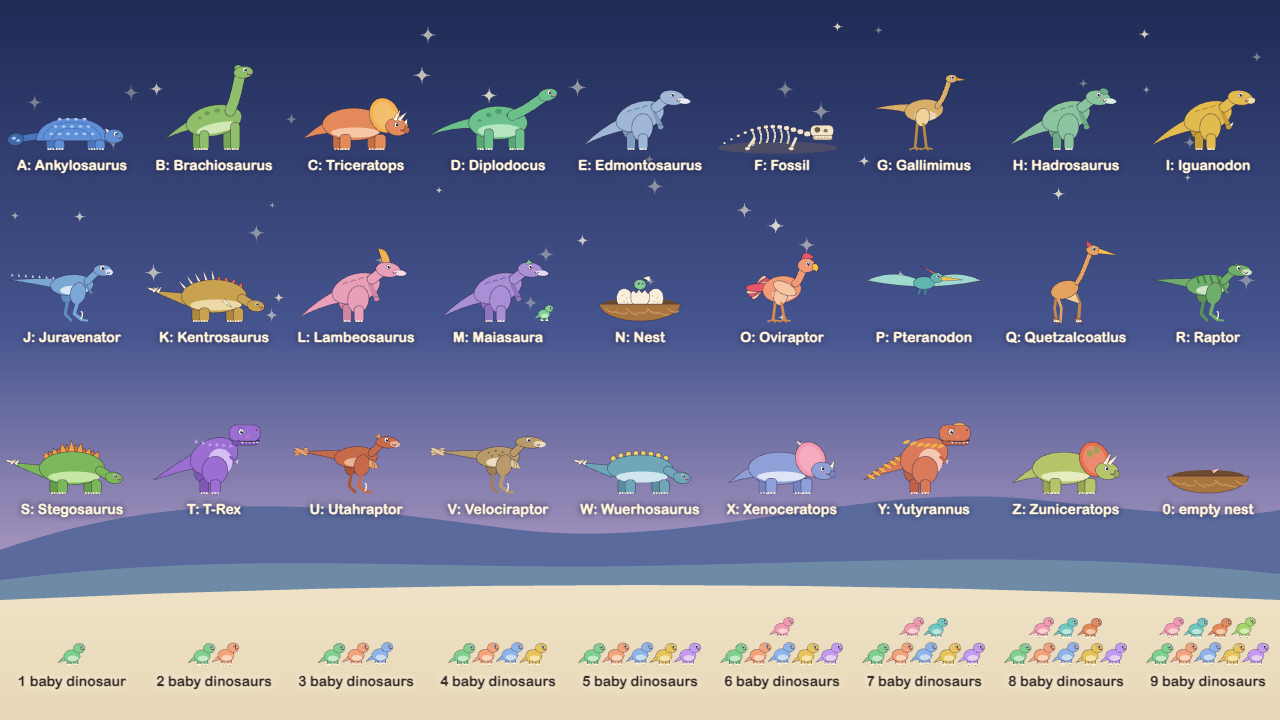 A: Ankylosaurus
B: Brachiosaurus
C: Triceratops
D: Diplodocus
E: Edmontosaurus
F: Fossil
G: Gallimimus
H: Hadrosaurus
I: Iguanodon
J: Juravenator
K: Kentrosaurus
L: Lambeosaurus
M: Maiasaura
N: Nest
O: Oviraptor
P: Pteranodon
Q: Quetzalcoatlus
R: Raptor
S: Stegosaurus
T: T-Rex
U: Utahraptor
V: Velociraptor
W: Wuerhosaurus
X: Xenoceratops
Y: Yutyrannus
Z: Zuniceratops
0: empty nest
1 baby dinosaur
2 baby dinosaurs
3 baby dinosaurs
4 baby dinosaurs
5 baby dinosaurs
6 baby dinosaurs
7 baby dinosaurs
8 baby dinosaurs
9 baby dinosaurs